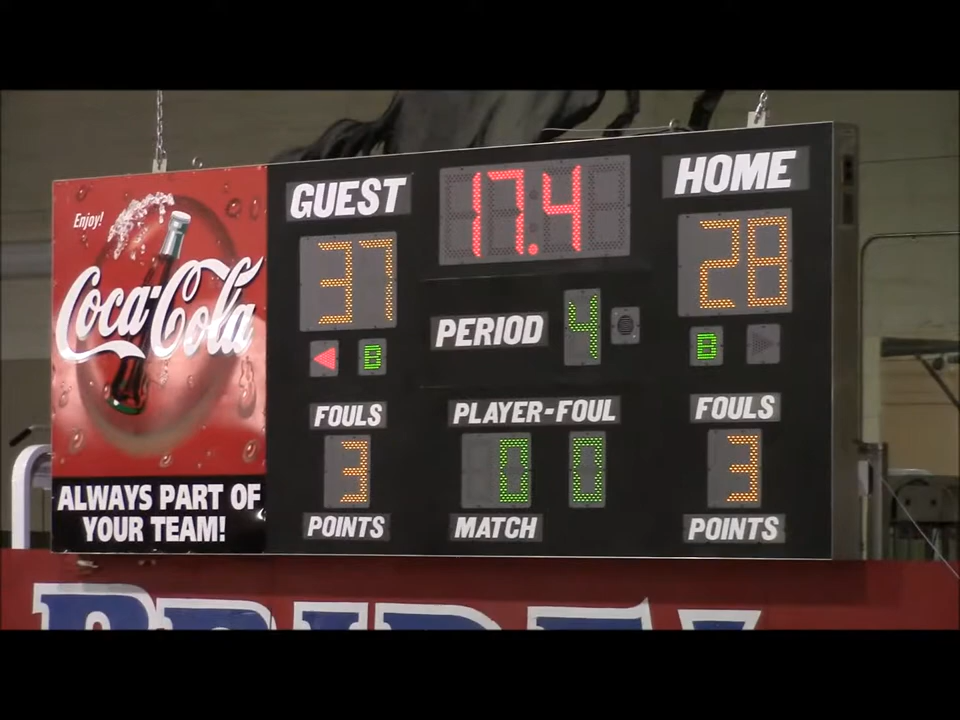 Enjoy!
Coca-Cola
ALWAYS PART OF
YOUR TEAM!
GUEST 17.4 HOME
37 28
PERIOD 4
B B
FOULS PLAYER-FOUL FOULS
3 0 0 3
POINTS MATCH POINTS